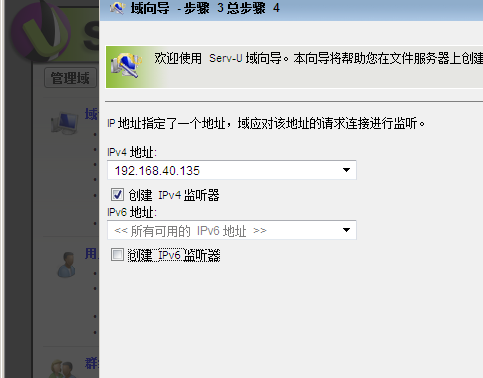 域向导 - 步骤 3 总步骤 4
欢迎使用 Serv-U 域向导。本向导将帮助您在文件服务器上创建
管理域
域
IP 地址指定了一个地址，域应对该地址的请求连接进行监听。
IPv4 地址:
192.168.40.135
创建 IPv4 监听器
IPv6 地址:
<< 所有可用的 IPv6 地址 >>
创建 IPv6 监听器
用
群